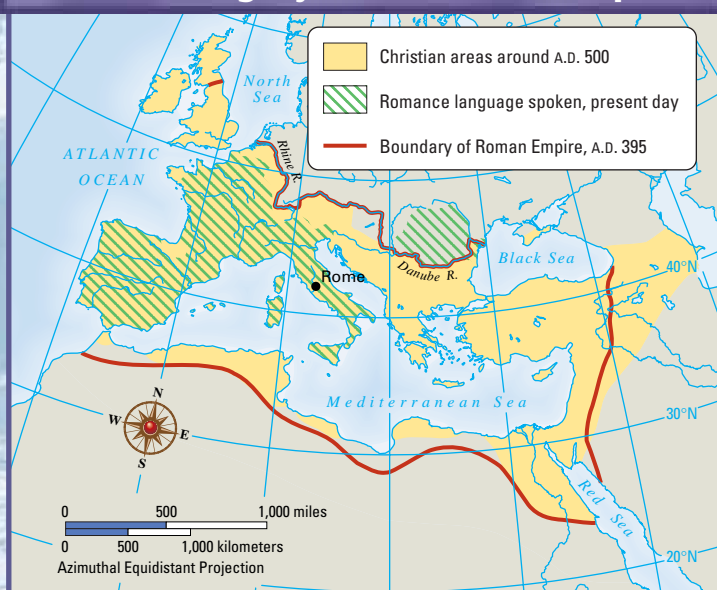 Christian areas around A.D. 500
Romance language spoken, present day
Boundary of Roman Empire, A.D. 395
North
Sea
ATLANTIC
OCEAN
Rhine R.
Danube R.
Black Sea
Rome
40°N
Mediterranean Sea
30°N
Red Sea
20°N
N
W
E
S
0 500 1,000 miles
0 500 1,000 kilometers
Azimuthal Equidistant Projection